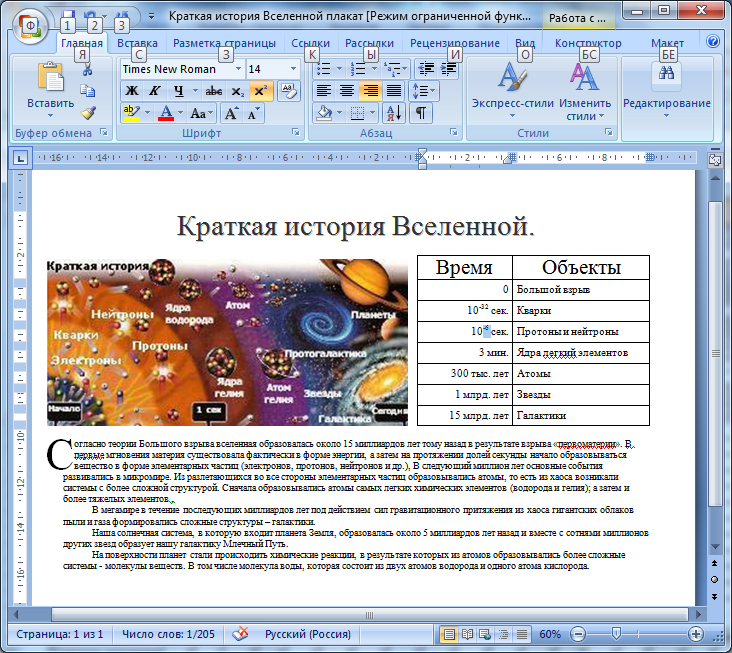 Краткая история Вселенной плакат [Режим ограниченной функ... Работа с ...
Ф 1 2 3
Главная Вставка Разметка страницы Ссылки Рассылки Рецензирование Вид Конструктор Макет
Я С З К Ы И О БС БЕ
Times New Roman 14
Вставить Экспресс-стили Изменить стили Редактирование
Буфер обмена Шрифт Абзац Стили
Краткая история Вселенной.
Краткая история
Нейтроны
Кварки
Электроны
Протоны
Ядра водорода
Атом
Планеты
Протогалактика
Ядра гелия
Атом гелия
Звезды
Галактика
Начало
1 сек
Сегодня
Время Объекты
0 Большой взрыв
10-32 сек. Кварки
10-6 сек. Протоны и нейтроны
3 мин. Ядра легкий элементов
300 тыс. лет Атомы
1 млрд. лет Звезды
15 млрд. лет Галактики
Согласно теории Большого взрыва вселенная образовалась около 15 миллиардов лет тому назад в результате взрыва «первоматерии». В
первые мгновения материя существовала фактически в форме энергии, а затем на протяжении долей секунды начало образовываться
вещество в форме элементарных частиц (электронов, протонов, нейтронов и др.), В следующий миллион лет основные события
развивались в микромире. Из разлетающихся во все стороны элементарных частиц образовывались атомы, то есть из хаоса возникали
системы с более сложной структурой. Сначала образовывались атомы самых легких химических элементов (водорода и гелия); а затем и
более тяжелых элементов.,
В мегамире в течение последующих миллиардов лет под действием сил гравитационного притяжения из хаоса гигантских облаков
пыли и газа формировались сложные структуры – галактики.
Наша солнечная система, в которую входит планета Земля, образовалась около 5 миллиардов лет назад и вместе с сотнями миллионов
других звезд образует нашу галактику Млечный Путь.
На поверхности планет стали происходить химические реакции, в результате которых из атомов образовывались более сложные
системы - молекулы веществ. В том числе молекула воды, которая состоит из двух атомов водорода и одного атома кислорода.
Страница: 1 из 1 Число слов: 1/205 Русский (Россия) 60%